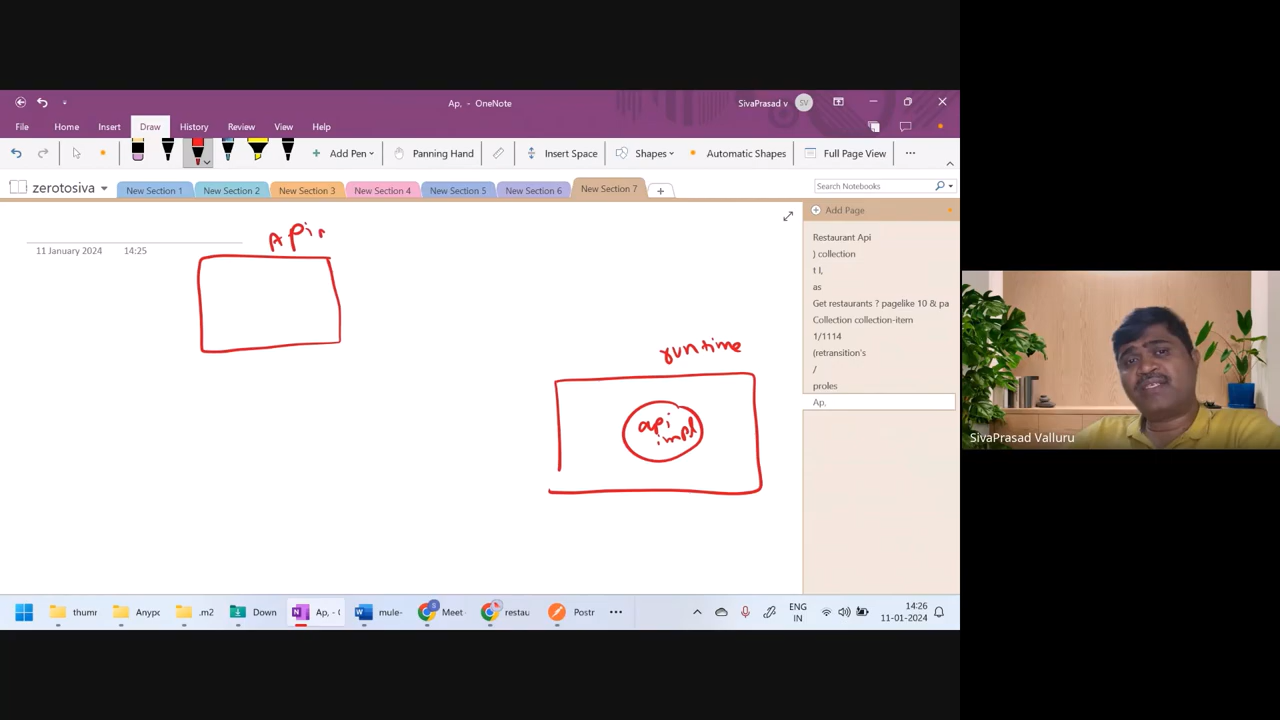 Ap, - OneNote
SivaPrasad v
SV
File Home Insert Draw History Review View Help
Add Pen
Panning Hand
Insert Space
Shapes
Automatic Shapes
Full Page View
zerotosiva
New Section 1
New Section 2
New Section 3
New Section 4
New Section 5
New Section 6
New Section 7
Search Notebooks
11 January 2024 14:25
Add Page
Restaurant Api
) collection
t I,
as
Get restaurants ? pagelike 10 & pa
Collection collection-item
1/1114
(retransition's
/
proles
Ap,
runtime
api
impl
SivaPrasad Valluru
thumr
Anypo
.m2
Down
Ap, - (
mule-
Meet
restau
Postr
ENG
IN
14:26
11-01-2024